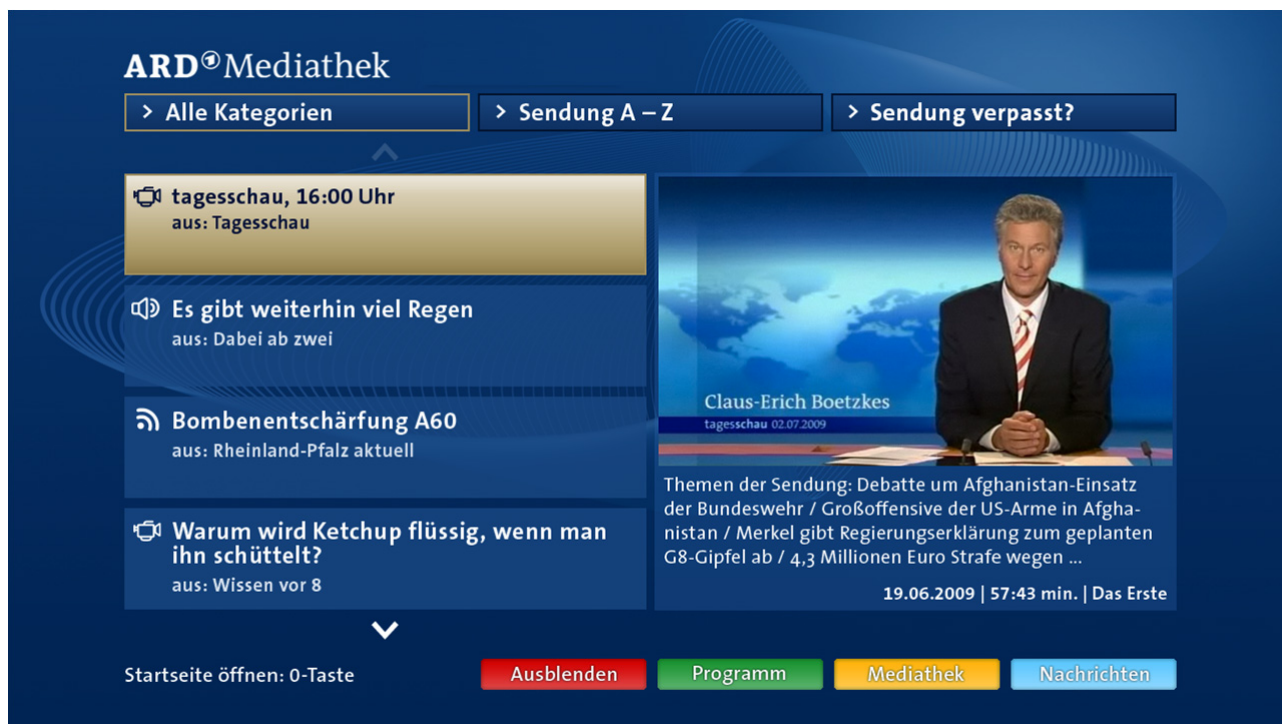 ARD Mediathek
> Alle Kategorien
> Sendung A – Z
> Sendung verpasst?
tagesschau, 16:00 Uhr
aus: Tagesschau
Es gibt weiterhin viel Regen
aus: Dabei ab zwei
Bombenentschärfung A60
aus: Rheinland-Pfalz aktuell
Warum wird Ketchup flüssig, wenn man
ihn schüttelt?
aus: Wissen vor 8
Claus-Erich Boetzkes
tagesschau 02.07.2009
Themen der Sendung: Debatte um Afghanistan-Einsatz
der Bundeswehr / Großoffensive der US-Arme in Afgha-
nistan / Merkel gibt Regierungserklärung zum geplanten
G8-Gipfel ab / 4,3 Millionen Euro Strafe wegen ...
19.06.2009 | 57:43 min. | Das Erste
Startseite öffnen: 0-Taste
Ausblenden
Programm
Mediathek
Nachrichten